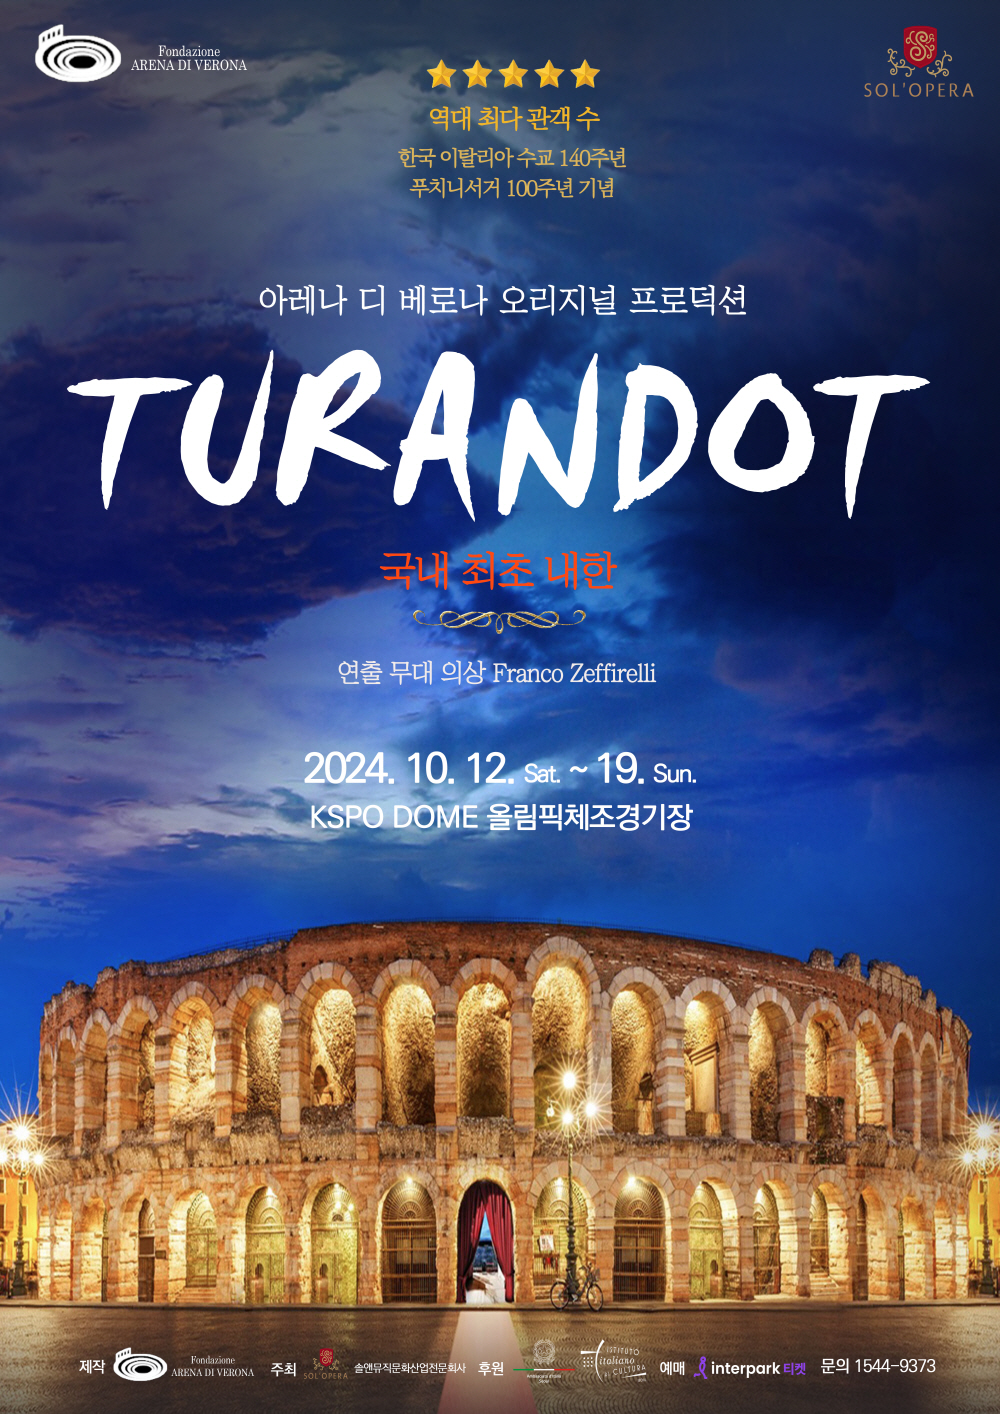 Fondazione
ARENA DI VERONA
SOL'OPERA
역대 최다 관객 수
한국 이탈리아 수교 140주년
푸치니서거 100주년 기념
아레나 디 베로나 오리지널 프로덕션
TURANDOT
국내 최초 내한
연출 무대 의상 Franco Zeffirelli
2024. 10. 12. Sat. ~ 19. Sun.
KSPO DOME 올림픽체조경기장
제작 Fondazione ARENA DI VERONA 주최 SOL'OPERA 솔앤뮤직문화산업전문회사 후원 ISTITUTO italiano di CULTURA 예매 interpark 티켓 문의 1544-9373